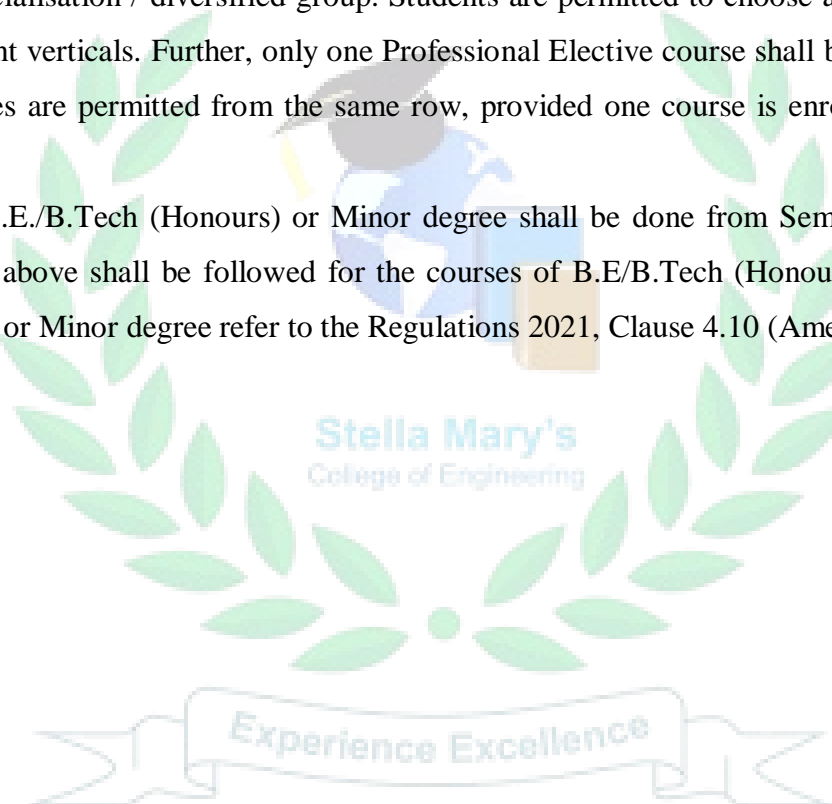 cialisation / diversified group. Students are permitted to choose a
nt verticals. Further, only one Professional Elective course shall b
es are permitted from the same row, provided one course is enro
.E./B.Tech (Honours) or Minor degree shall be done from Sem
above shall be followed for the courses of B.E/B.Tech (Honou
or Minor degree refer to the Regulations 2021, Clause 4.10 (Ame
Stella Mary's
College of Engineering
Experience Excellence